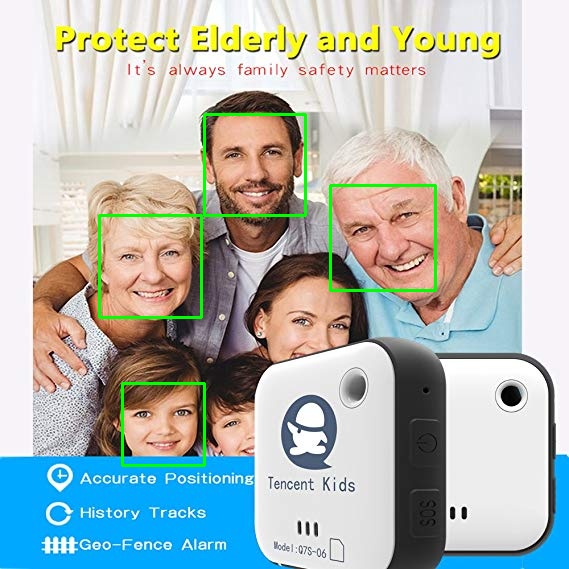 Protect Elderly and Young
It's always family safety matters
Accurate Positioning
History Tracks
Geo-Fence Alarm
Tencent Kids
Model:Q7S-06
SOS